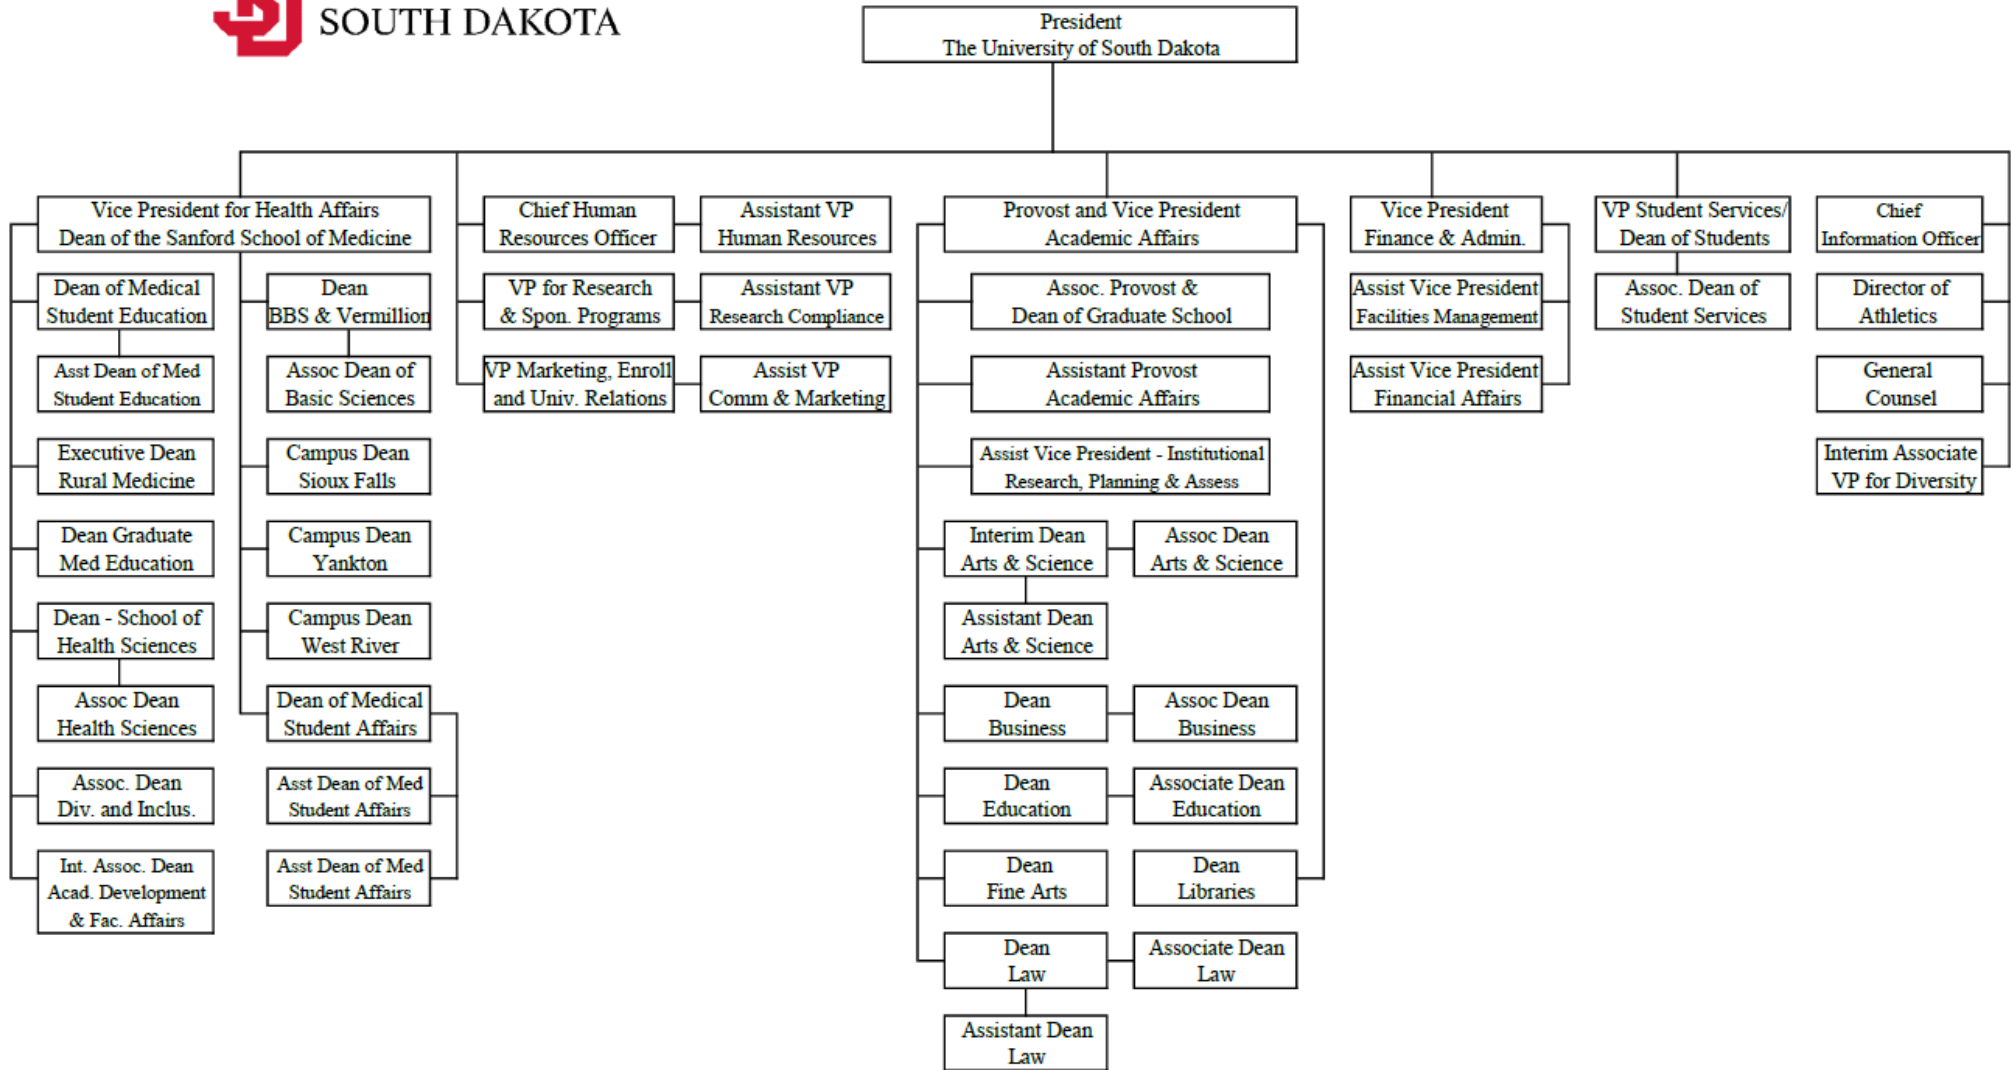 SOUTH DAKOTA
President
The University of South Dakota
Vice President for Health Affairs
Dean of the Sanford School of Medicine
Dean of Medical
Student Education
Asst Dean of Med
Student Education
Executive Dean
Rural Medicine
Dean Graduate
Med Education
Dean - School of
Health Sciences
Assoc Dean
Health Sciences
Assoc. Dean
Div. and Inclus.
Int. Assoc. Dean
Acad. Development
& Fac. Affairs
Dean
BBS & Vermillion
Assoc Dean of
Basic Sciences
Campus Dean
Sioux Falls
Campus Dean
Yankton
Campus Dean
West River
Dean of Medical
Student Affairs
Asst Dean of Med
Student Affairs
Asst Dean of Med
Student Affairs
Chief Human
Resources Officer
Assistant VP
Human Resources
VP for Research
& Spon. Programs
Assistant VP
Research Compliance
VP Marketing, Enroll
and Univ. Relations
Assist VP
Comm & Marketing
Provost and Vice President
Academic Affairs
Assoc. Provost &
Dean of Graduate School
Assistant Provost
Academic Affairs
Assist Vice President - Institutional
Research, Planning & Assess
Interim Dean
Arts & Science
Assoc Dean
Arts & Science
Assistant Dean
Arts & Science
Dean
Business
Assoc Dean
Business
Dean
Education
Associate Dean
Education
Dean
Fine Arts
Dean
Libraries
Dean
Law
Associate Dean
Law
Assistant Dean
Law
Vice President
Finance & Admin.
Assist Vice President
Facilities Management
Assist Vice President
Financial Affairs
VP Student Services/
Dean of Students
Assoc. Dean of
Student Services
Chief
Information Officer
Director of
Athletics
General
Counsel
Interim Associate
VP for Diversity